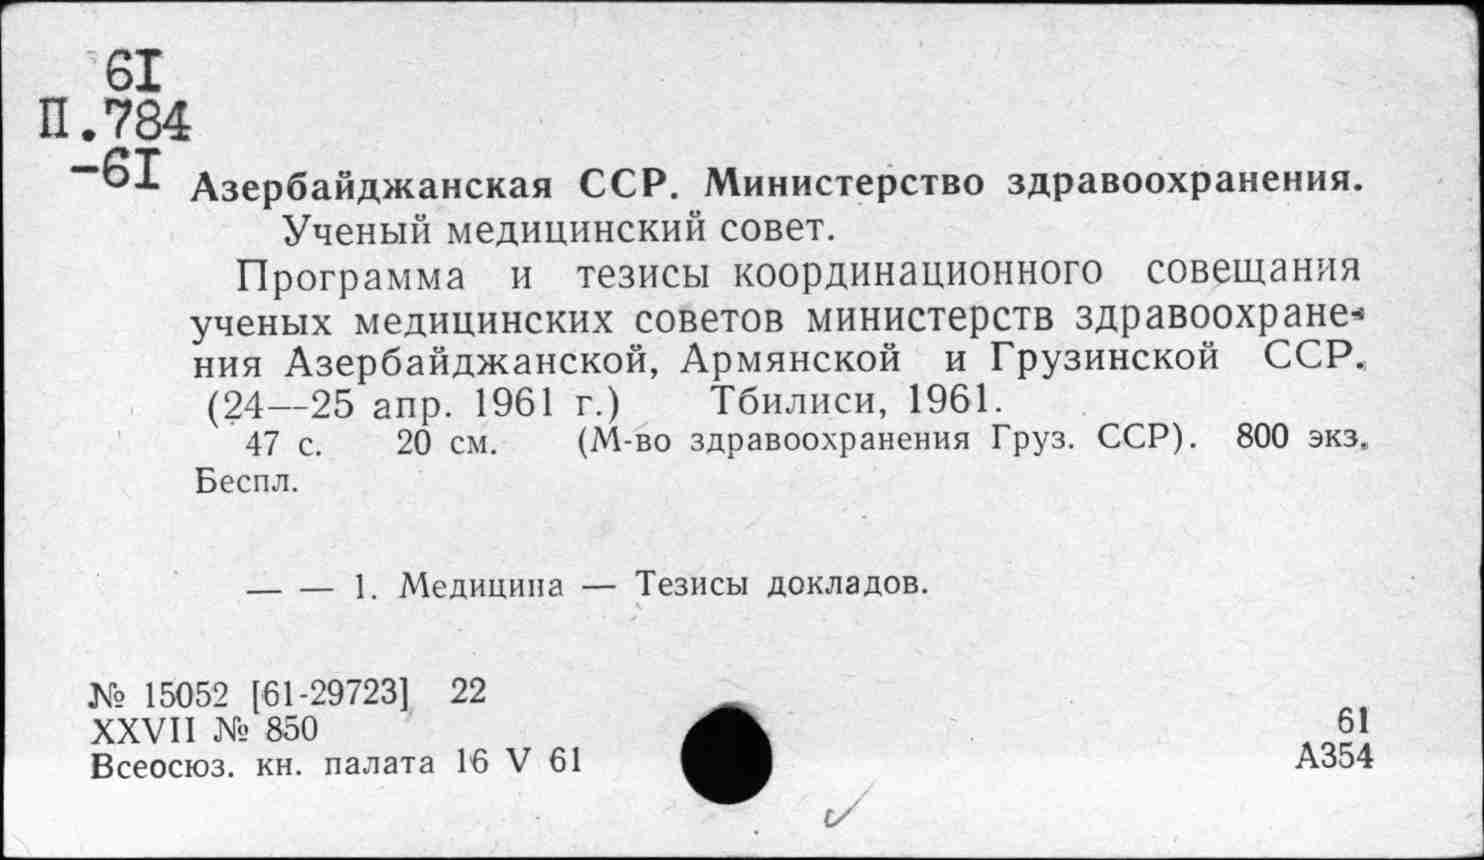 61
П.784
-61
Азербайджанская ССР. Министерство здравоохранения.
Ученый медицинский совет.
Программа и тезисы координационного совещания
ученых медицинских советов министерств здравоохране-
ния Азербайджанской, Армянской и Грузинской ССР.
(24—25 апр. 1961 г.) Тбилиси, 1961.
47 с. 20 см. (М-во здравоохранения Груз. ССР). 800 экз.
Беспл.
— — 1. Медицина — Тезисы докладов.
№ 15052 [61-29723] 22
XXVII № 850
Всеосюз. кн. палата 16 V 61
61
А354